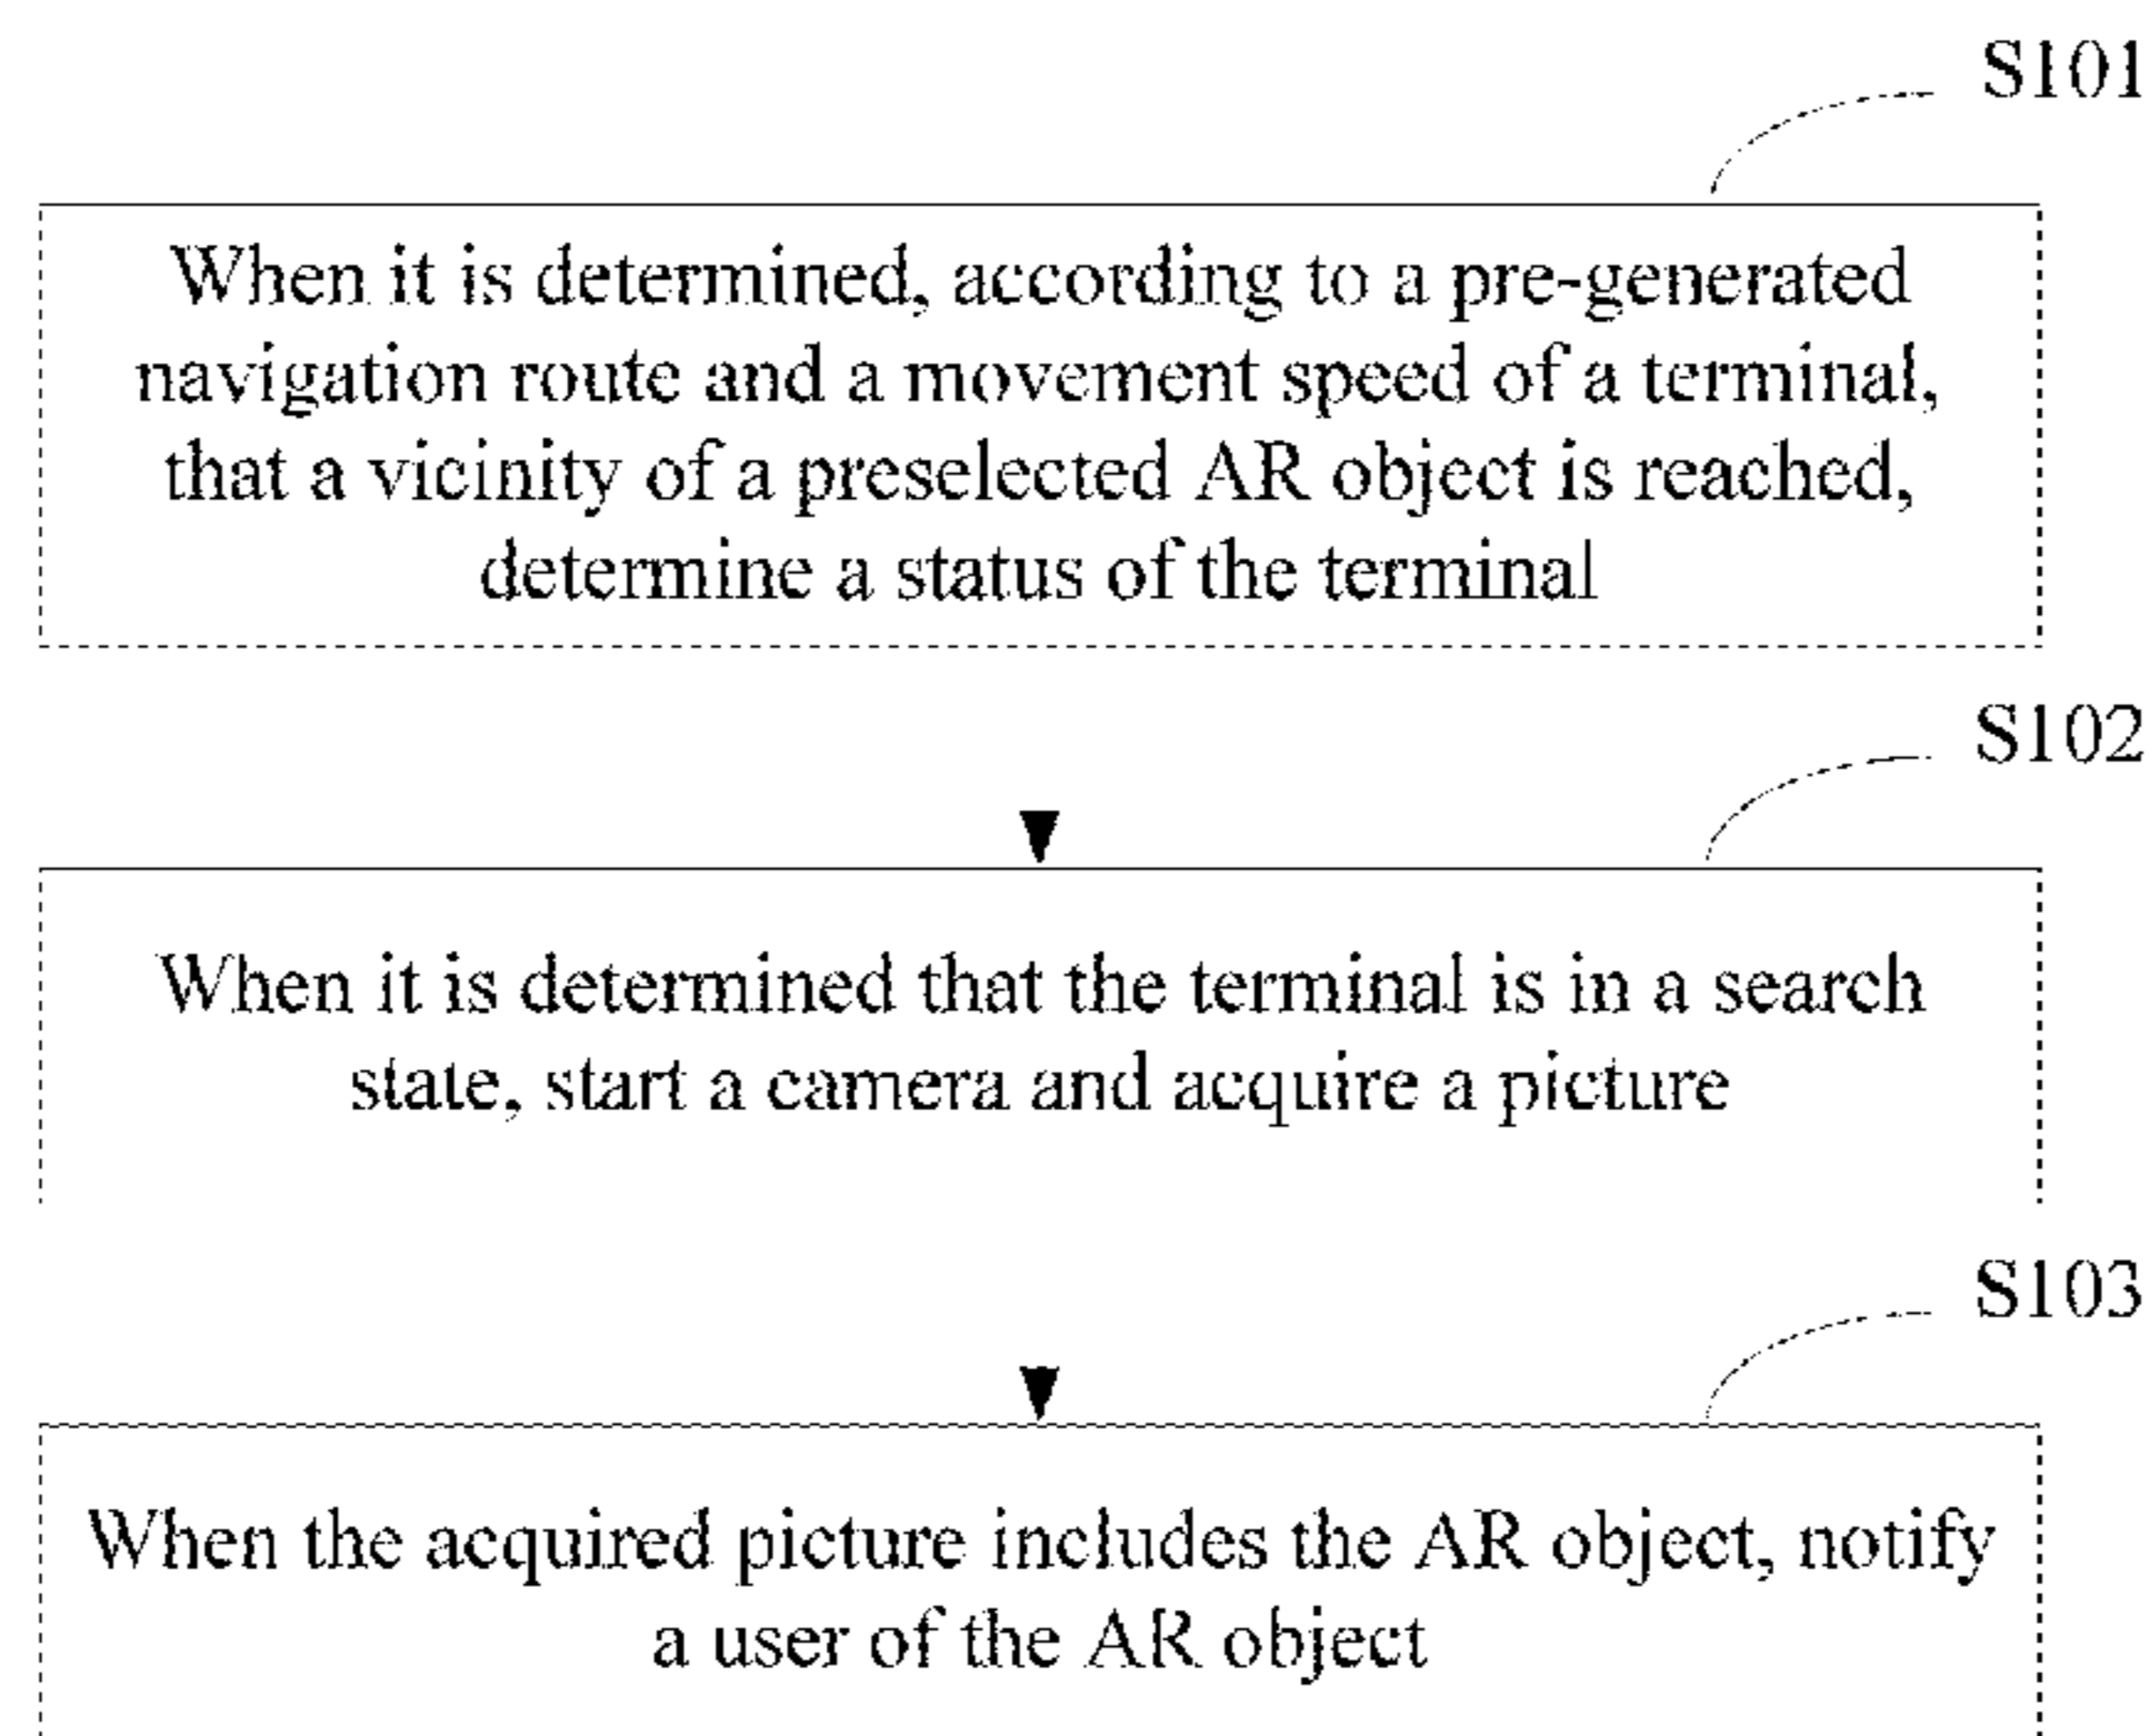 S101
When it is determined, according to a pre-generated
navigation route and a movement speed of a terminal,
that a vicinity of a preselected AR object is reached,
determine a status of the terminal
S102
When it is determined that the terminal is in a search
state, start a camera and acquire a picture
S103
When the acquired picture includes the AR object, notify
a user of the AR object